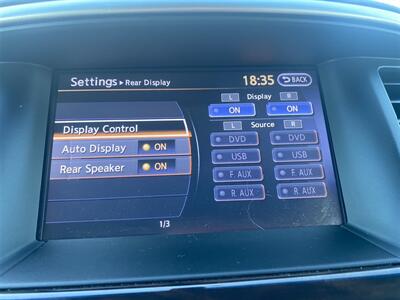 Settings ▸ Rear Display 18:35 BACK
L Display R
ON ON
Display Control L Source R
DVD DVD
Auto Display ON
USB USB
Rear Speaker ON
F. AUX F. AUX
R. AUX R. AUX
1/3